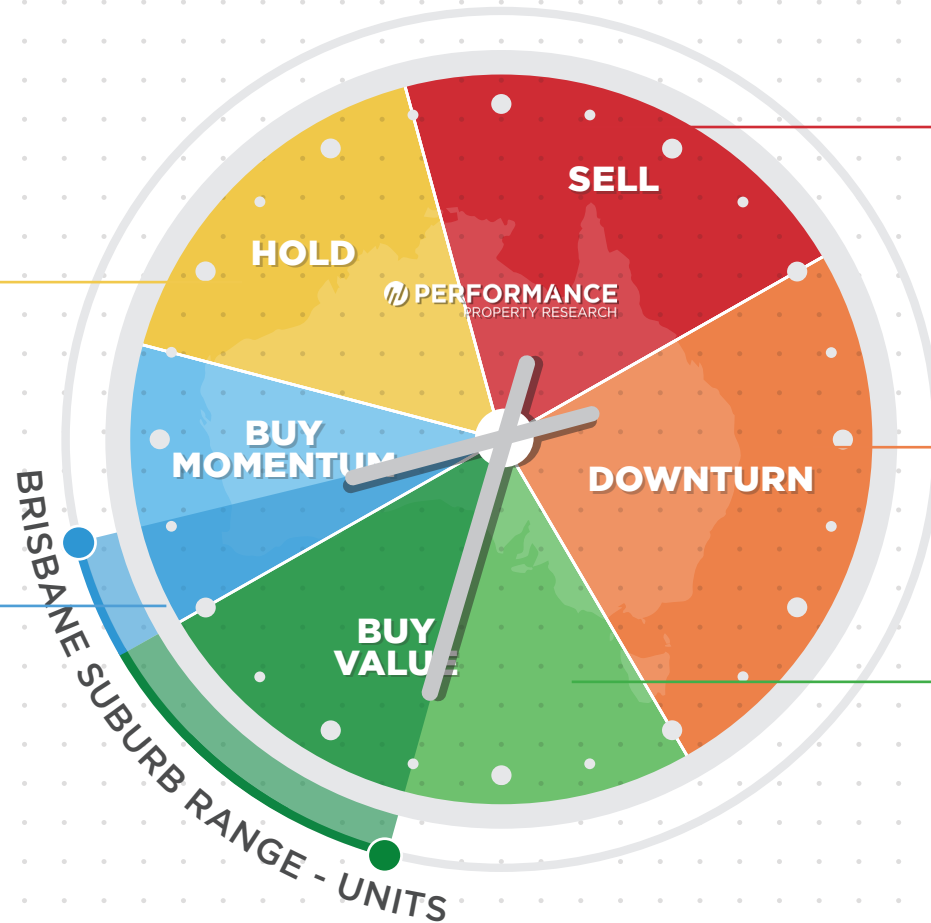 SELL
HOLD
PERFORMANCE
PROPERTY RESEARCH
BUY
MOMENTUM
DOWNTURN
BUY
VALUE
BRISBANE SUBURB RANGE - UNITS